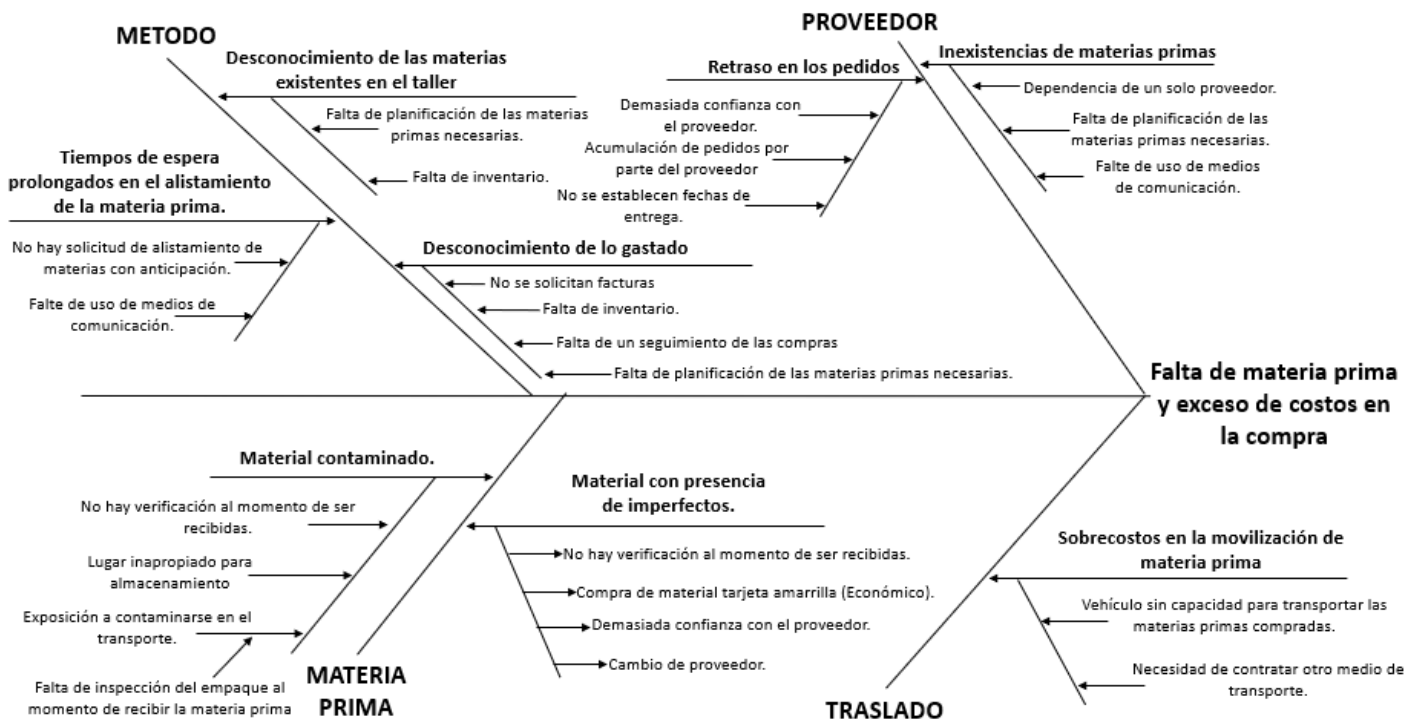 METODO
Desconocimiento de las materias
existentes en el taller
Falta de planificación de las materias
primas necesarias.
Falta de inventario.
Tiempos de espera
prolongados en el alistamiento
de la materia prima.
No hay solicitud de alistamiento de
materias con anticipación.
Falte de uso de medios de
comunicación.
Desconocimiento de lo gastado
No se solicitan facturas
Falta de inventario.
Falta de un seguimiento de las compras
Falta de planificación de las materias primas necesarias.
PROVEEDOR
Retraso en los pedidos
Demasiada confianza con
el proveedor.
Acumulación de pedidos por
parte del proveedor
No se establecen fechas de
entrega.
Inexistencias de materias primas
Dependencia de un solo proveedor.
Falta de planificación de las
materias primas necesarias.
Falte de uso de medios
de comunicación.
Falta de materia prima
y exceso de costos en
la compra
Material contaminado.
No hay verificación al momento de ser
recibidas.
Lugar inapropiado para
almacenamiento
Exposición a contaminarse en el
transporte.
Falta de inspección del empaque al
momento de recibir la materia prima
MATERIA
PRIMA
Material con presencia
de imperfectos.
No hay verificación al momento de ser recibidas.
Compra de material tarjeta amarrilla (Económico).
Demasiada confianza con el proveedor.
Cambio de proveedor.
Sobrecostos en la movilización de
materia prima
Vehículo sin capacidad para transportar las
materias primas compradas.
Necesidad de contratar otro medio de
transporte.
TRASLADO